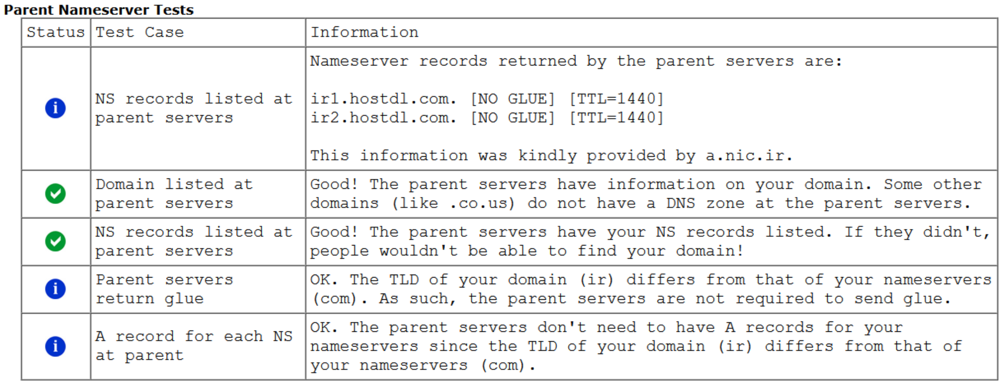 Parent Nameserver Tests
Status Test Case Information
NS records listed at
parent servers
Nameserver records returned by the parent servers are:
ir1.hostdl.com. [NO GLUE] [TTL=1440]
ir2.hostdl.com. [NO GLUE] [TTL=1440]
This information was kindly provided by a.nic.ir.
Domain listed at
parent servers
Good! The parent servers have information on your domain. Some other
domains (like .co.us) do not have a DNS zone at the parent servers.
NS records listed at
parent servers
Good! The parent servers have your NS records listed. If they didn't,
people wouldn't be able to find your domain!
Parent servers
return glue
OK. The TLD of your domain (ir) differs from that of your nameservers
(com). As such, the parent servers are not required to send glue.
A record for each NS
at parent
OK. The parent servers don't need to have A records for your
nameservers since the TLD of your domain (ir) differs from that of
your nameservers (com).